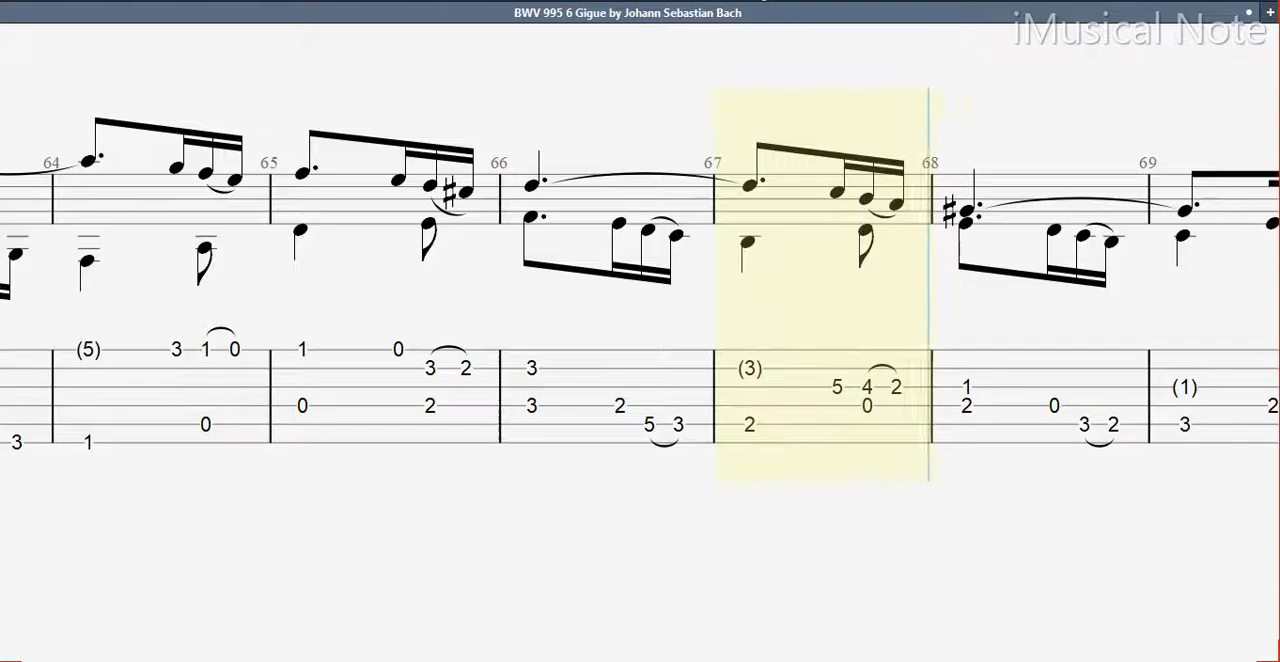 BWV 995 6 Gigue by Johann Sebastian Bach
+
iMusical Note
64 65 66 67 68 69
(5) 3 1 0 1 0
3 2 3 (3)
5 4 2 1 (1)
0 2 3 2 0 2 0 2
0 5 3 2 3 2 3
3 1